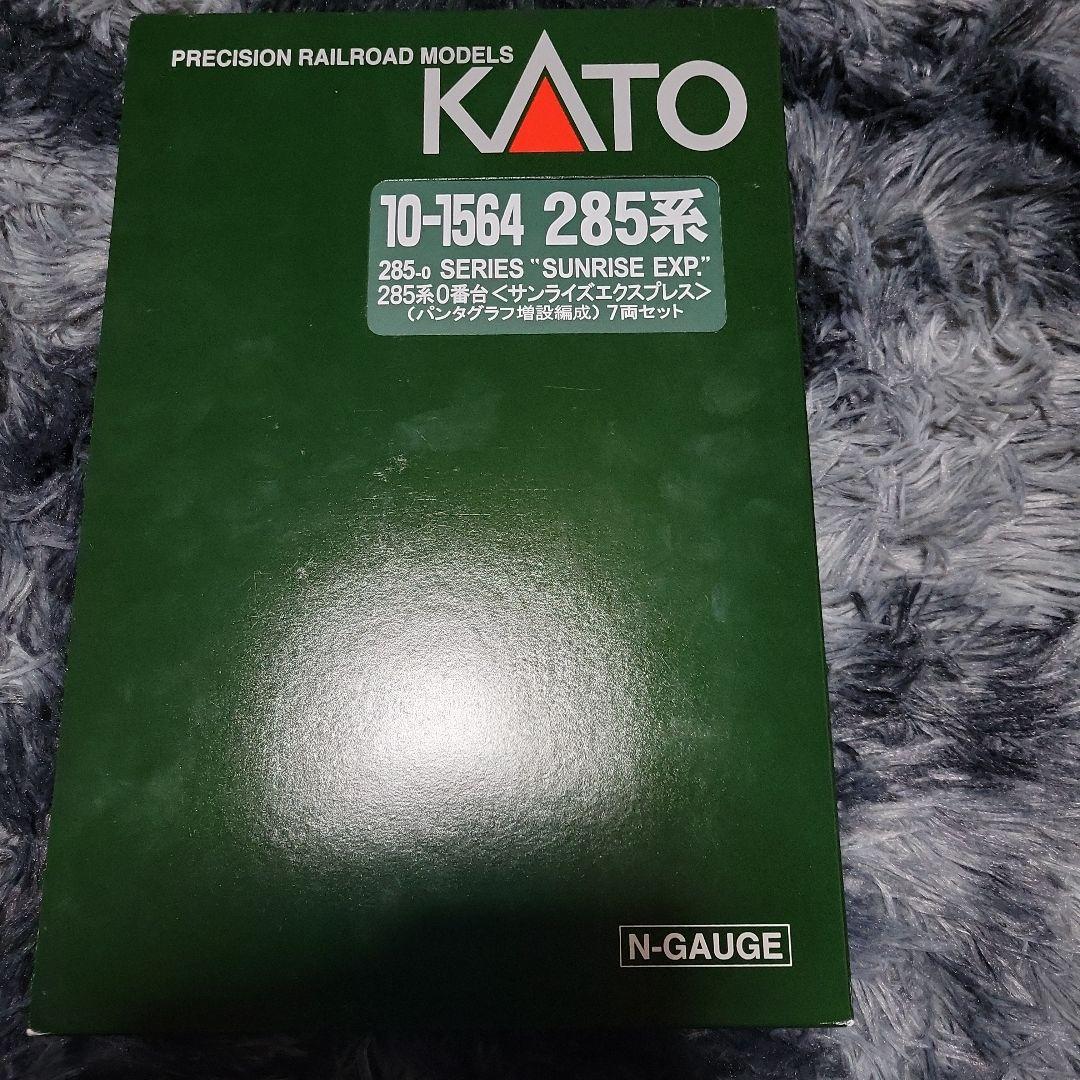 PRECISION RAILROAD MODELS
KATO
10-1564 285系
285-0 SERIES "SUNRISE EXP."
285系0番台<サンライズエクスプレス>
(パンタグラフ増設編成) 7両セット
N-GAUGE